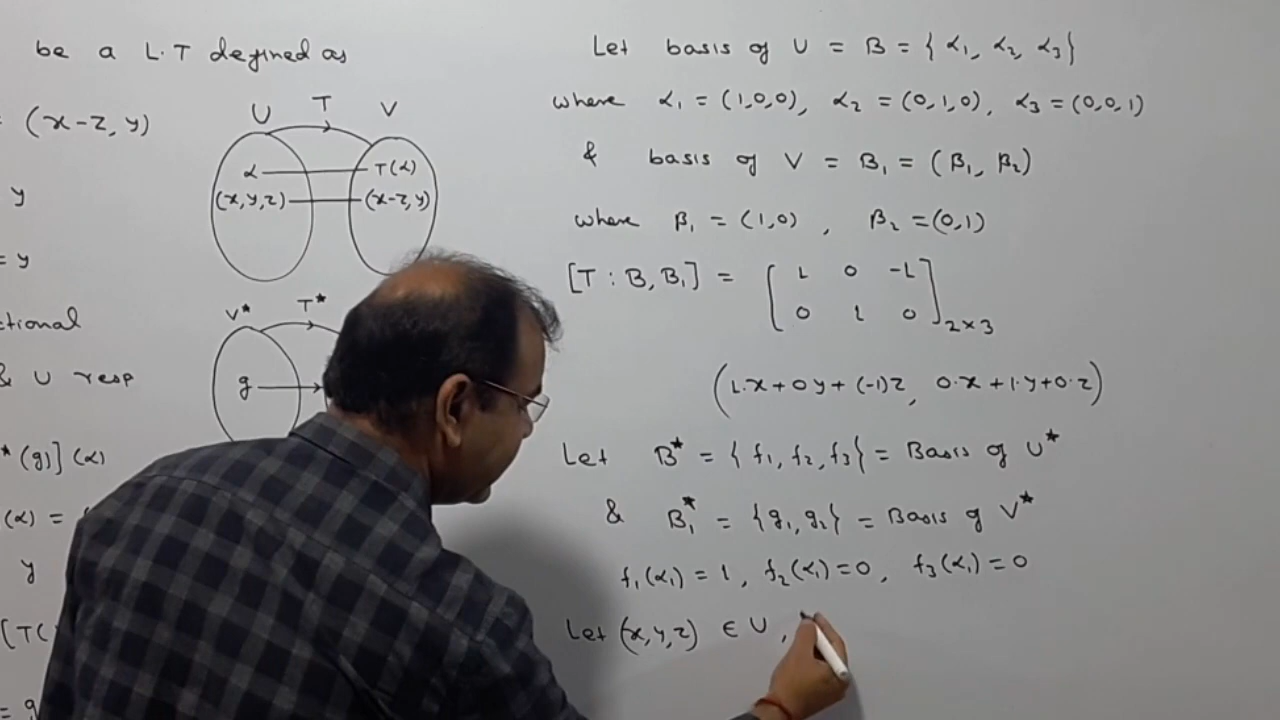 be a L.T defined as
= (x-z, y)
y
= y
ctional
& U resp
* (g)] (α)
(α) =
y
[T(
= g
U T V
α T(α)
(x,y,z) (x-z,y)
V* T*
g
Let basis of U = B = { α₁, α₂, α₃}
where α₁ = (1,0,0), α₂ = (0,1,0), α₃ = (0,0,1)
& basis of V = B₁ = (β₁, β₂)
where β₁ = (1,0) , β₂ = (0,1)
[T : B, B₁] = [ 1 0 -1
0 1 0 ]₂ₓ₃
(1.x+0y+(-1)z, 0.x+1.y+0.z)
Let B* = { f₁, f₂, f₃} = Basis of U*
& B₁* = {g₁, g₂} = Basis of V*
f₁(α₁) = 1, f₂(α₁)=0, f₃(α₁)=0
Let (x,y,z) ∈ U,